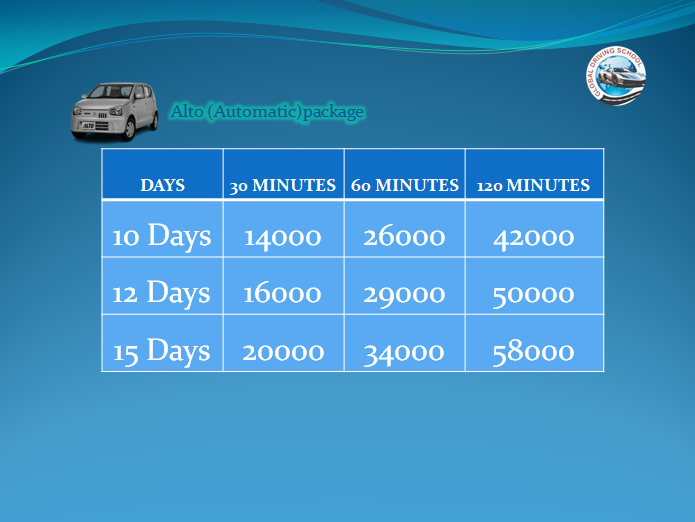 GLOBAL DRIVING SCHOOL
ALTO
Alto (Automatic)package
DAYS 30 MINUTES 60 MINUTES 120 MINUTES
10 Days 14000 26000 42000
12 Days 16000 29000 50000
15 Days 20000 34000 58000